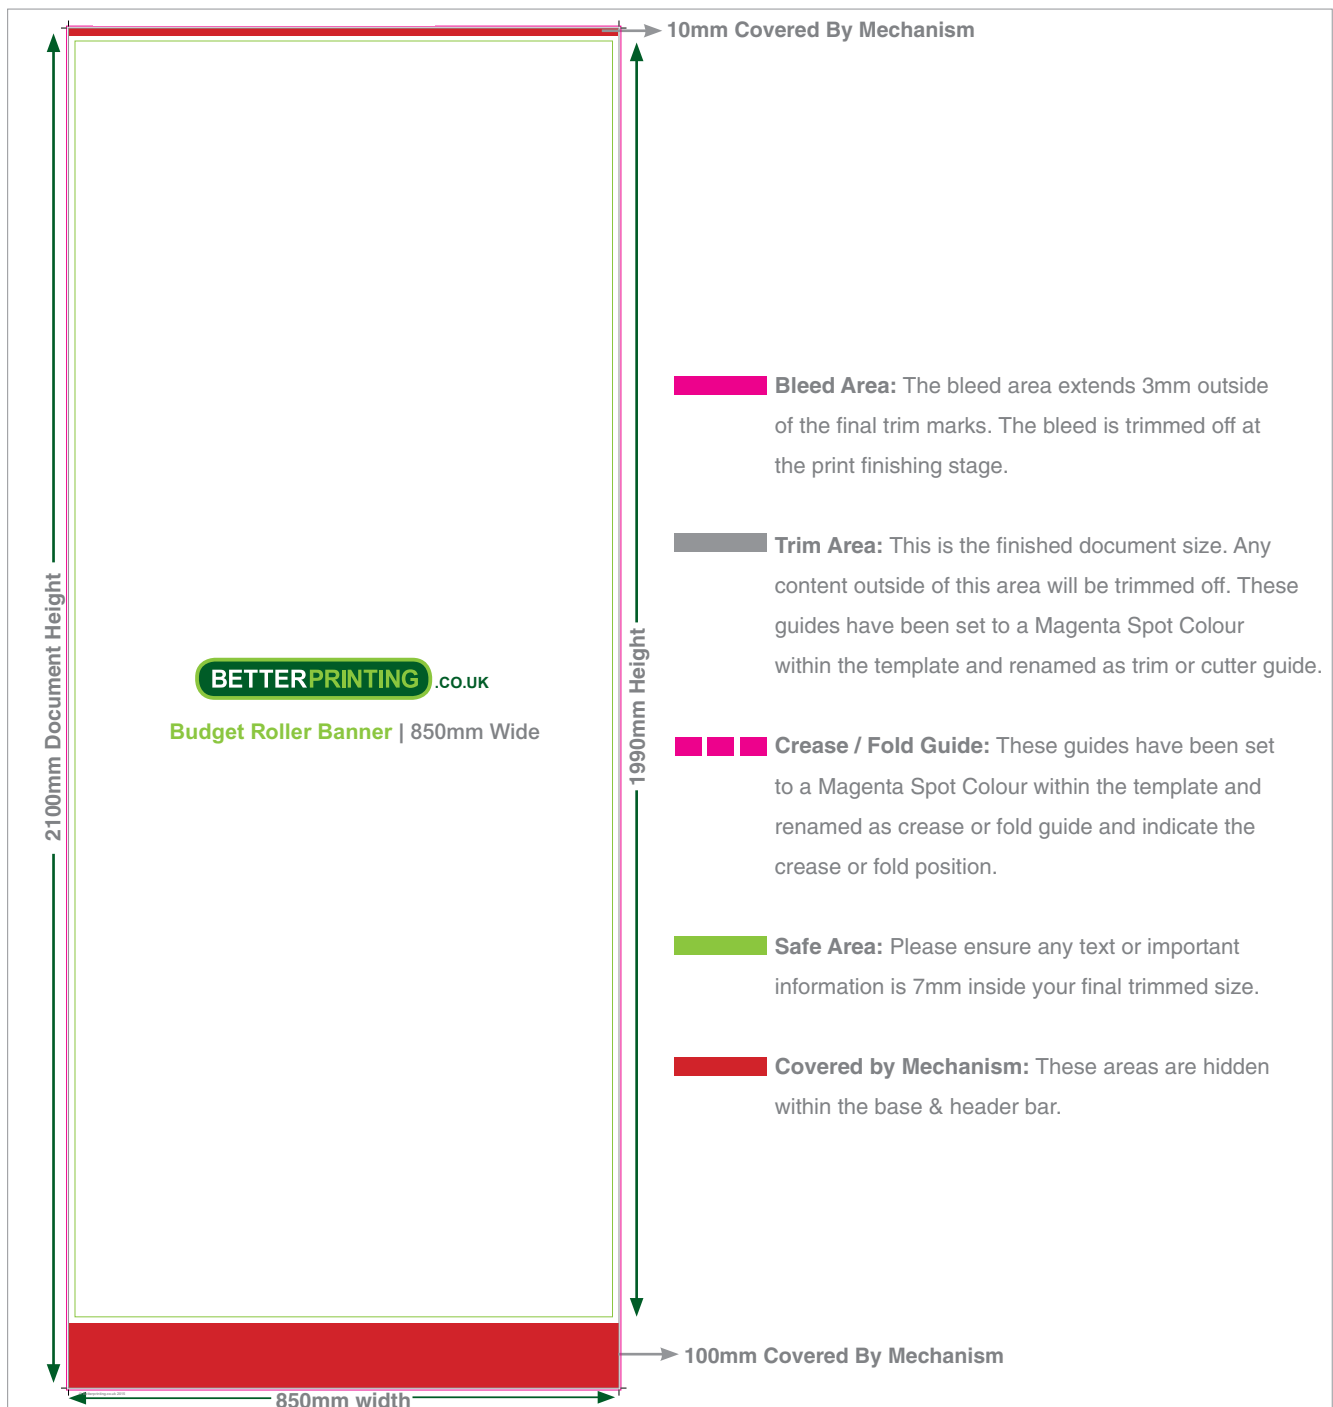 10mm Covered By Mechanism
2100mm Document Height
1990mm Height
BETTERPRINTING.CO.UK
Budget Roller Banner | 850mm Wide
Bleed Area: The bleed area extends 3mm outside
of the final trim marks. The bleed is trimmed off at
the print finishing stage.
Trim Area: This is the finished document size. Any
content outside of this area will be trimmed off. These
guides have been set to a Magenta Spot Colour
within the template and renamed as trim or cutter guide.
Crease / Fold Guide: These guides have been set
to a Magenta Spot Colour within the template and
renamed as crease or fold guide and indicate the
crease or fold position.
Safe Area: Please ensure any text or important
information is 7mm inside your final trimmed size.
Covered by Mechanism: These areas are hidden
within the base & header bar.
100mm Covered By Mechanism
850mm width